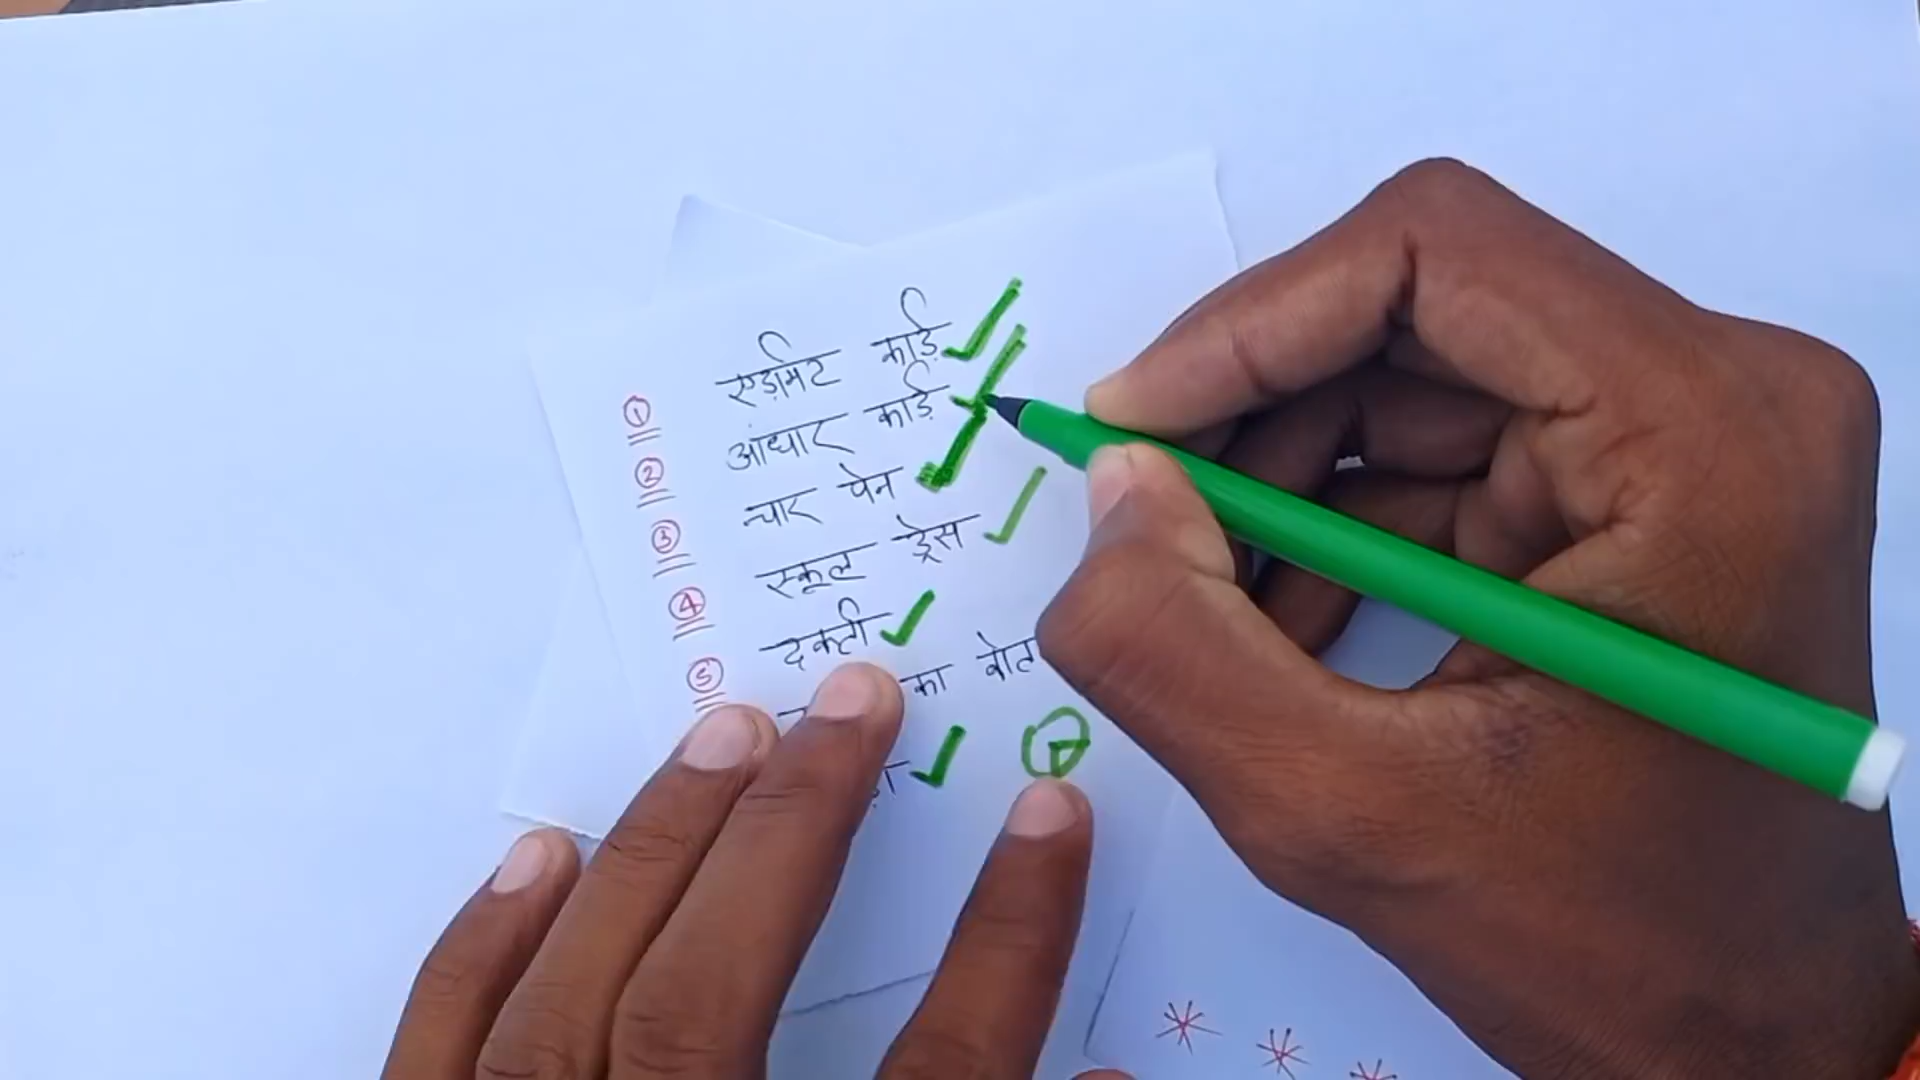 ① एडमिट कार्ड
② आधार कार्ड
③ चार पेन
④ स्कूल ड्रेस
⑤ दफ्ती
का बोतल